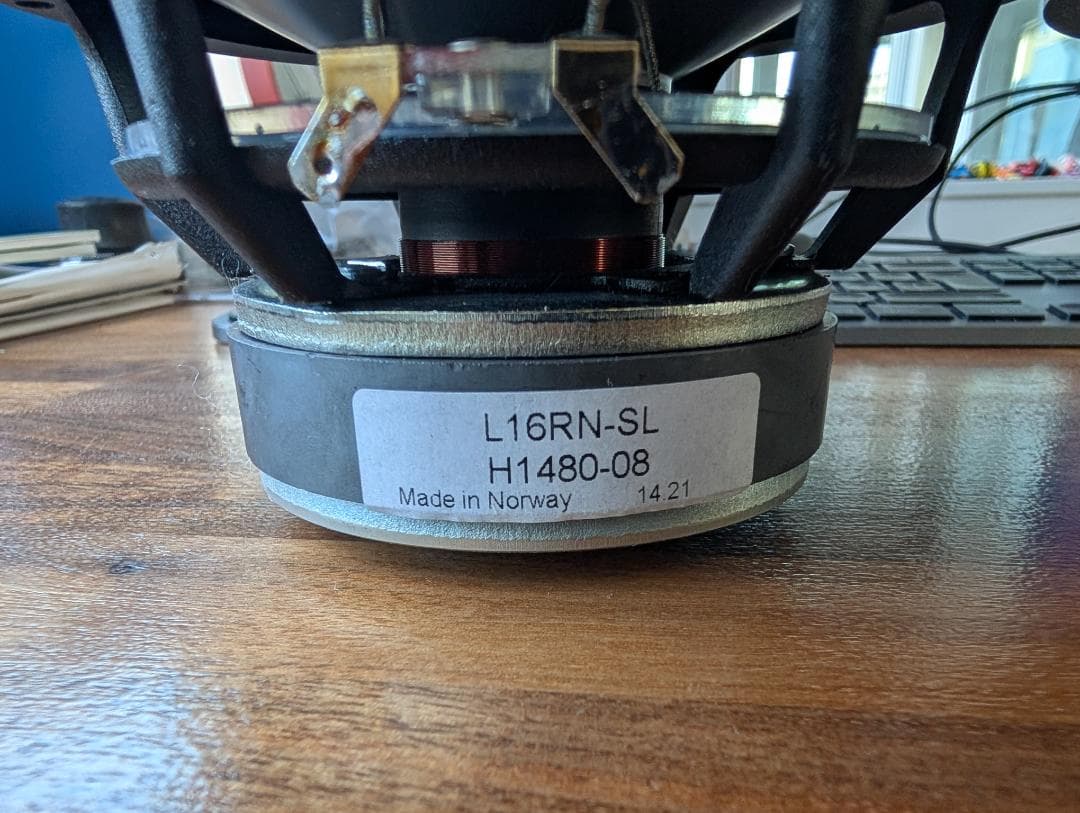 L16RN-SL
H1480-08
Made in Norway 14.21